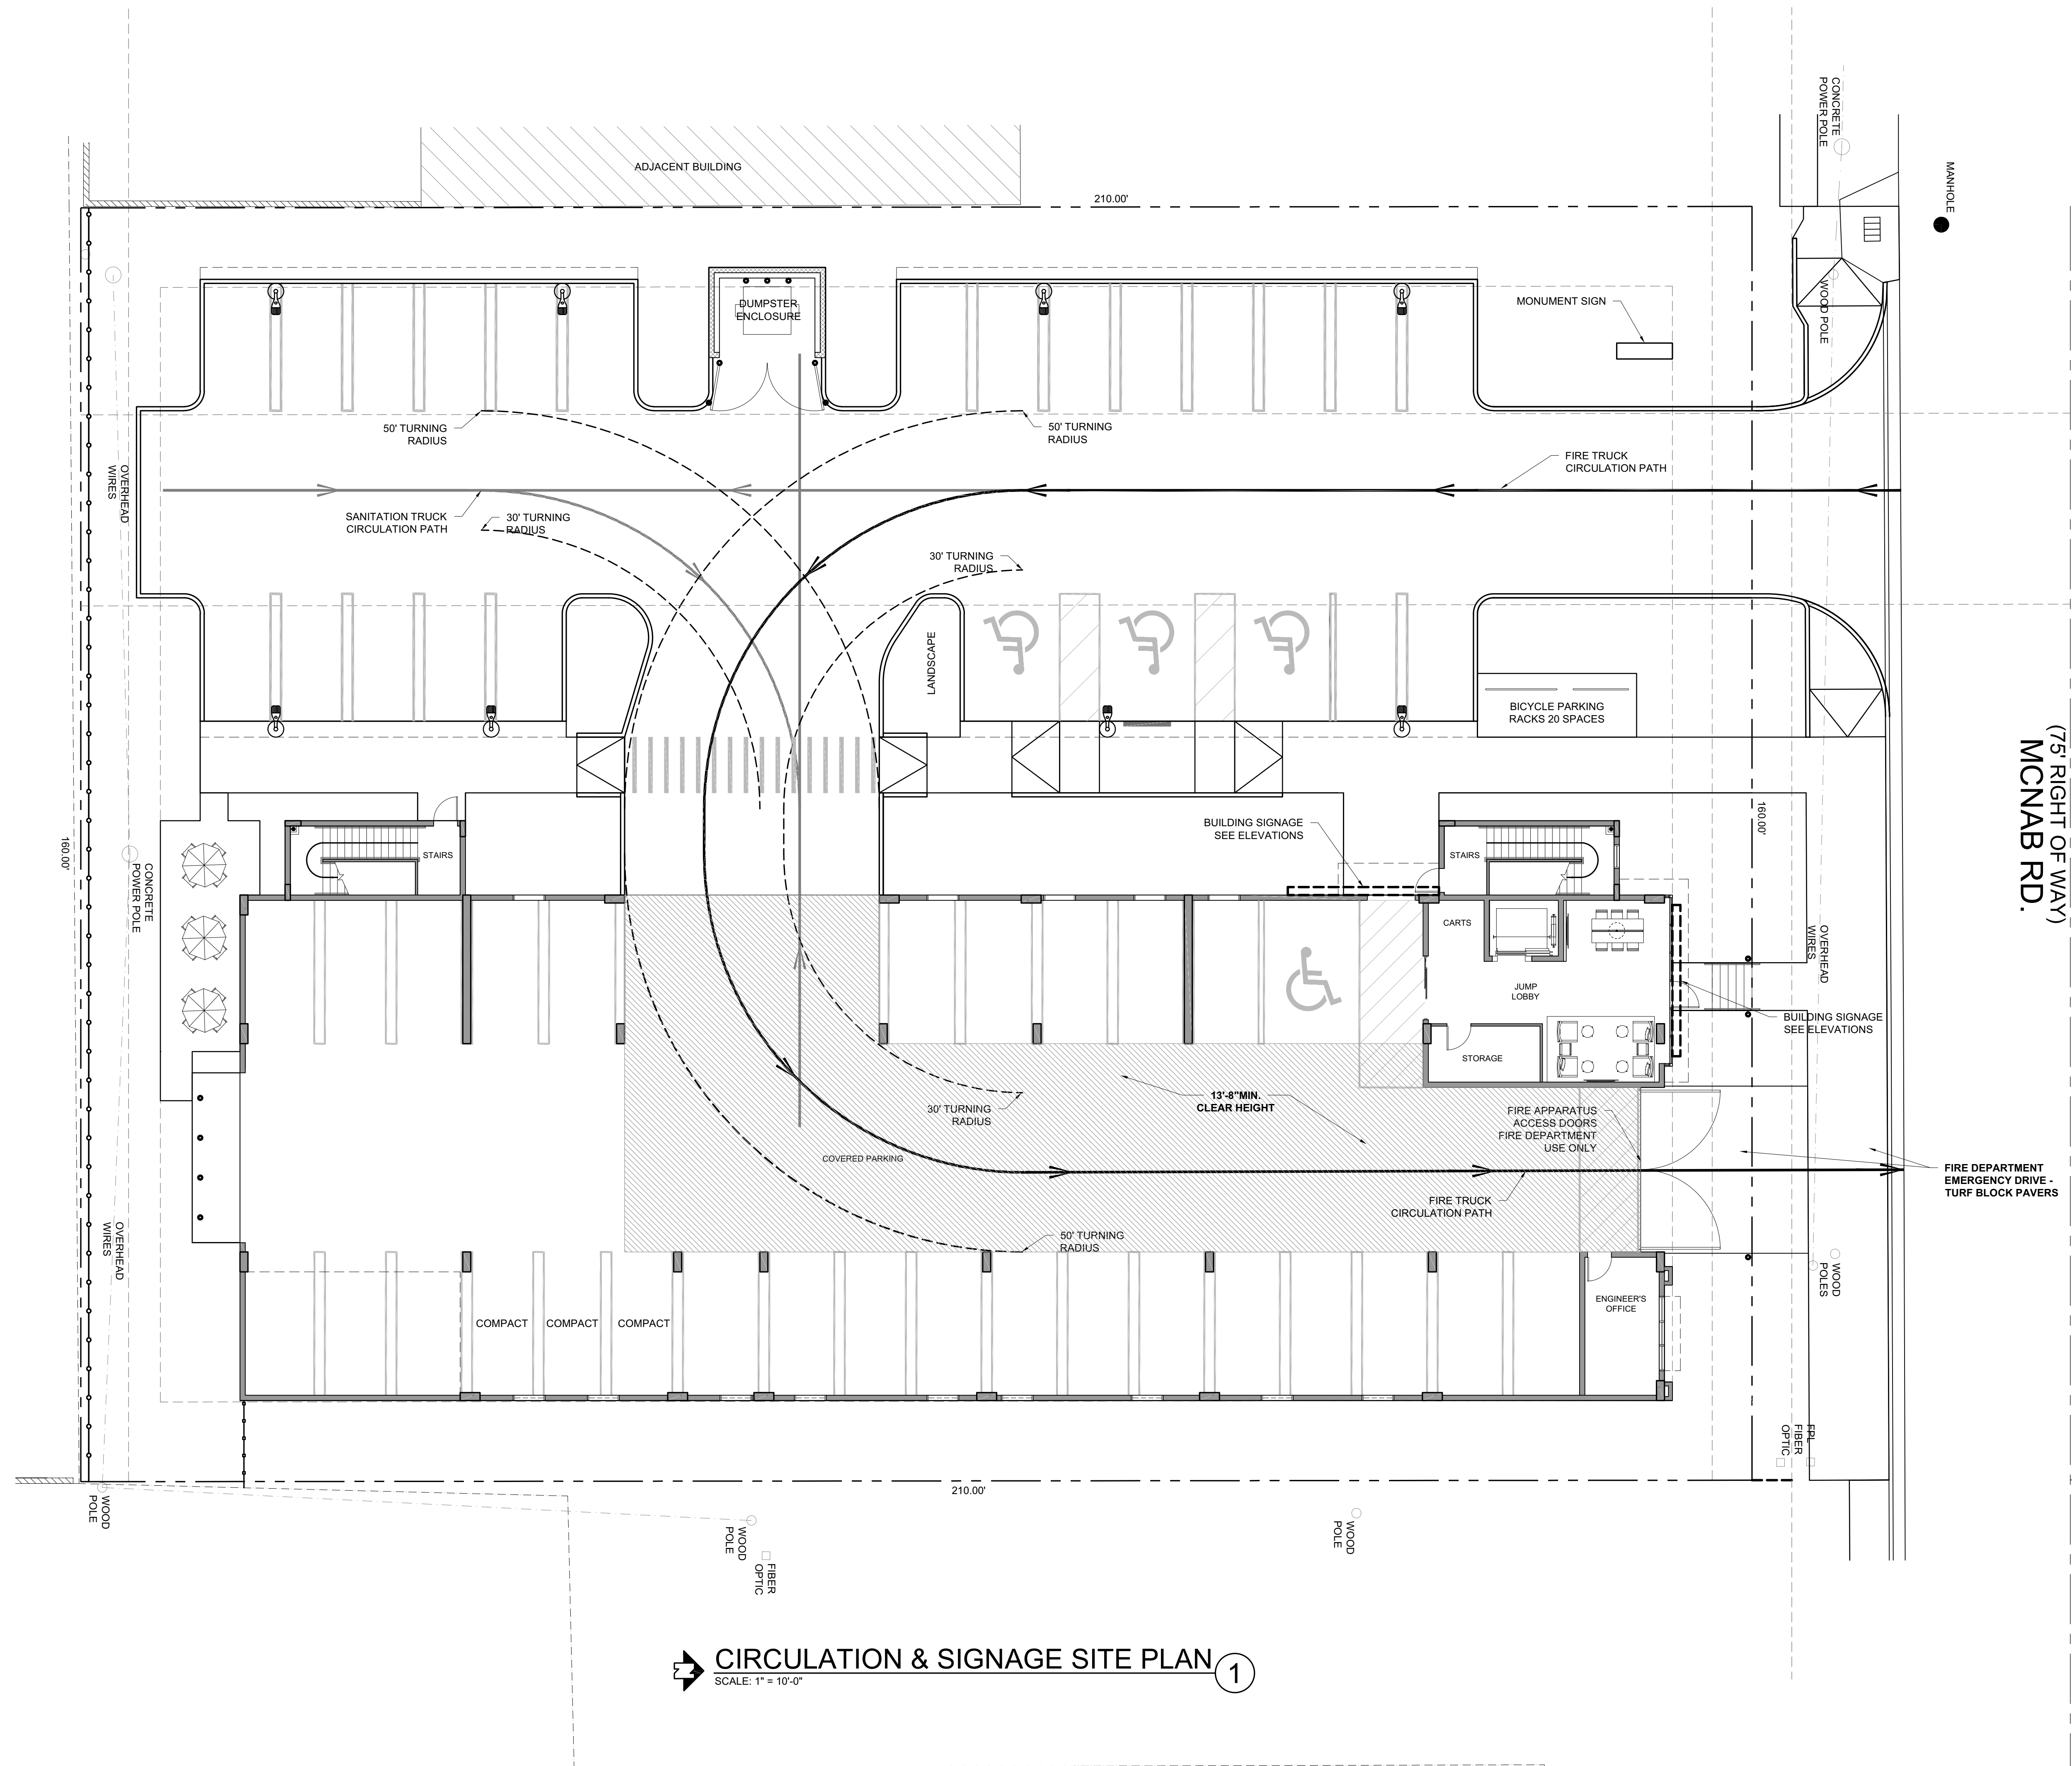 CONCRETE
POWER POLE
MANHOLE
ADJACENT BUILDING
210.00'
DUMPSTER
ENCLOSURE
MONUMENT SIGN
WOOD POLE
50' TURNING
RADIUS
50' TURNING
RADIUS
FIRE TRUCK
CIRCULATION PATH
OVERHEAD
WIRES
SANITATION TRUCK
CIRCULATION PATH
30' TURNING
RADIUS
30' TURNING
RADIUS
LANDSCAPE
BICYCLE PARKING
RACKS 20 SPACES
(75' RIGHT OF WAY)
MCNAB RD.
160.00'
160.00'
BUILDING SIGNAGE
SEE ELEVATIONS
STAIRS
STAIRS
CONCRETE
POWER POLE
CARTS
OVERHEAD
WIRES
JUMP
LOBBY
BUILDING SIGNAGE
SEE ELEVATIONS
STORAGE
13'-8"MIN.
CLEAR HEIGHT
30' TURNING
RADIUS
FIRE APPARATUS
ACCESS DOORS
FIRE DEPARTMENT
USE ONLY
COVERED PARKING
FIRE DEPARTMENT
EMERGENCY DRIVE -
TURF BLOCK PAVERS
FIRE TRUCK
CIRCULATION PATH
50' TURNING
RADIUS
OVERHEAD
WIRES
WOOD
POLES
ENGINEER'S
OFFICE
COMPACT
COMPACT
COMPACT
FPL
FIBER
OPTIC
210.00'
WOOD
POLE
WOOD
POLE
WOOD
POLE
FIBER
OPTIC
Z
CIRCULATION & SIGNAGE SITE PLAN
1
SCALE: 1" = 10'-0"